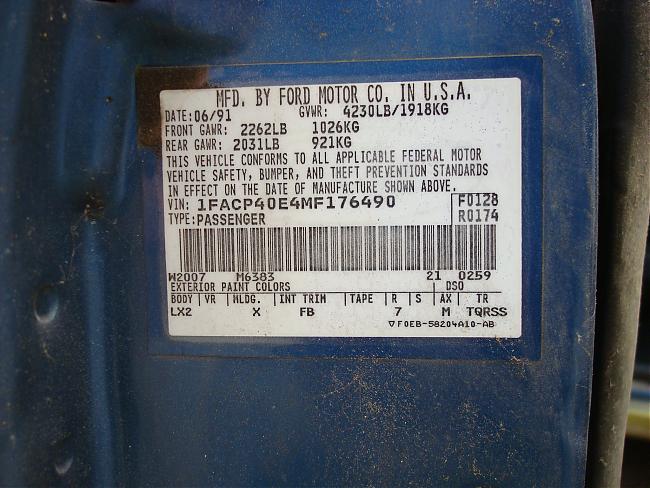 MFD. BY FORD MOTOR CO. IN U.S.A.
DATE: 06/91 GVWR: 4230LB/1918KG
FRONT GAWR: 2262LB 1026KG
REAR GAWR: 2031LB 921KG
THIS VEHICLE CONFORMS TO ALL APPLICABLE FEDERAL MOTOR
VEHICLE SAFETY, BUMPER, AND THEFT PREVENTION STANDARDS
IN EFFECT ON THE DATE OF MANUFACTURE SHOWN ABOVE.
VIN: 1FACP40E4MF176490 F0128
TYPE: PASSENGER R0174
W2007 M6383 21 0259
EXTERIOR PAINT COLORS DSO
BODY VR MLDG. INT TRIM TAPE R S AX TR
LX2 X FB 7 M TQRSS
▽F0EB-58204A10-AB